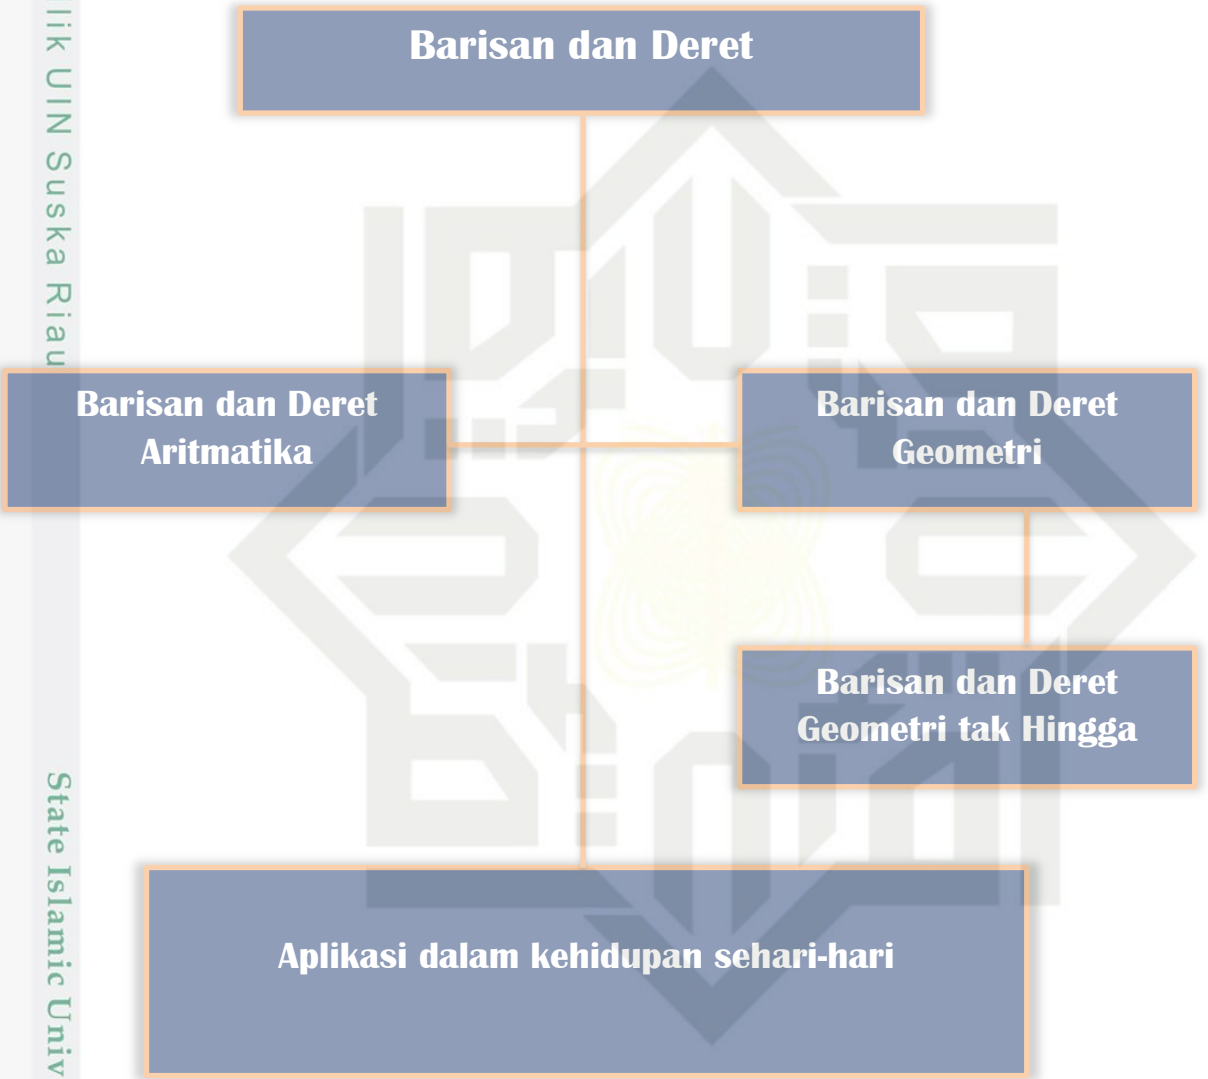 lik UIN Suska Riau
State Islamic Univ
Barisan dan Deret
Barisan dan Deret
Aritmatika
Barisan dan Deret
Geometri
Barisan dan Deret
Geometri tak Hingga
Aplikasi dalam kehidupan sehari-hari